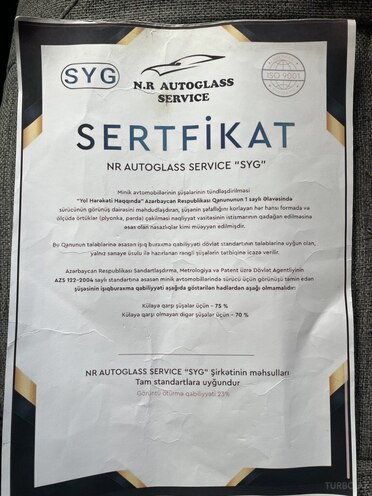 SYG
N.R AUTOGLASS
SERVICE
ISO 9001
SERTFİKAT
NR AUTOGLASS SERVICE "SYG"
Minik avtomobillərinin şüşələrinin tündləşdirilməsi
"Yol Hərəkəti Haqqında" Azərbaycan Respublikası Qanununun 1 saylı Əlavəsində
sürücünün görünüş dairəsini məhdudlaşdıran, şüşənin şəffaflığını korlayan hər hansı formada və
ölçüdə örtüklər (plyonka, pərdə) çəkilməsi nəqliyyat vasitəsinin istismarının qadağan edilməsinə
əsas olan nasazlıqlar kimi müəyyən edilmişdir.
Bu Qanunun tələblərinə əsasən işıq buraxma qabiliyyəti dövlət standartının tələblərinə uyğun olan,
yalnız sənaye üsulu ilə hazırlanan rəngli şüşələrin tətbiqinə icazə verilir.
Azərbaycan Respublikası Standartlaşdırma, Metrologiya və Patent üzrə Dövlət Agentliyinin
AZS 122-2004 saylı standartına əsasən minik avtomobillərində sürücü üçün görünüşü təmin edən
şüşəsinin işıqburaxma qabiliyyəti aşağıda göstərilən hədlərdən aşağı olmamalıdır:
Küləyə qarşı şüşələr üçün - 75 %
Küləyə qarşı olmayan digər şüşələr üçün - 70 %
NR AUTOGLASS SERVICE "SYG" Şirkətinin məhsulları
Tam standartlara uyğundur
Görüntü ötürmə qabiliyyəti 23%
TURBO.AZ